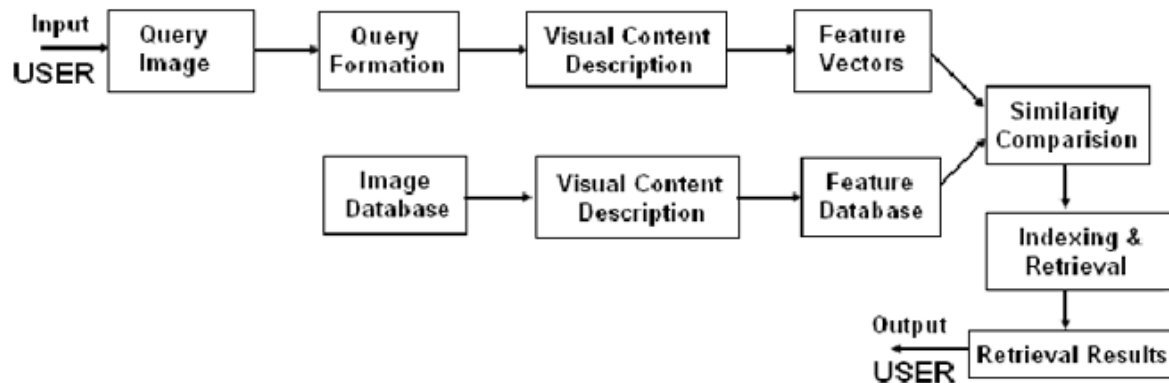 Input
USER
Query
Image
Query
Formation
Visual Content
Description
Feature
Vectors
Similarity
Comparision
Image
Database
Visual Content
Description
Feature
Database
Indexing &
Retrieval
Retrieval Results
Output
USER